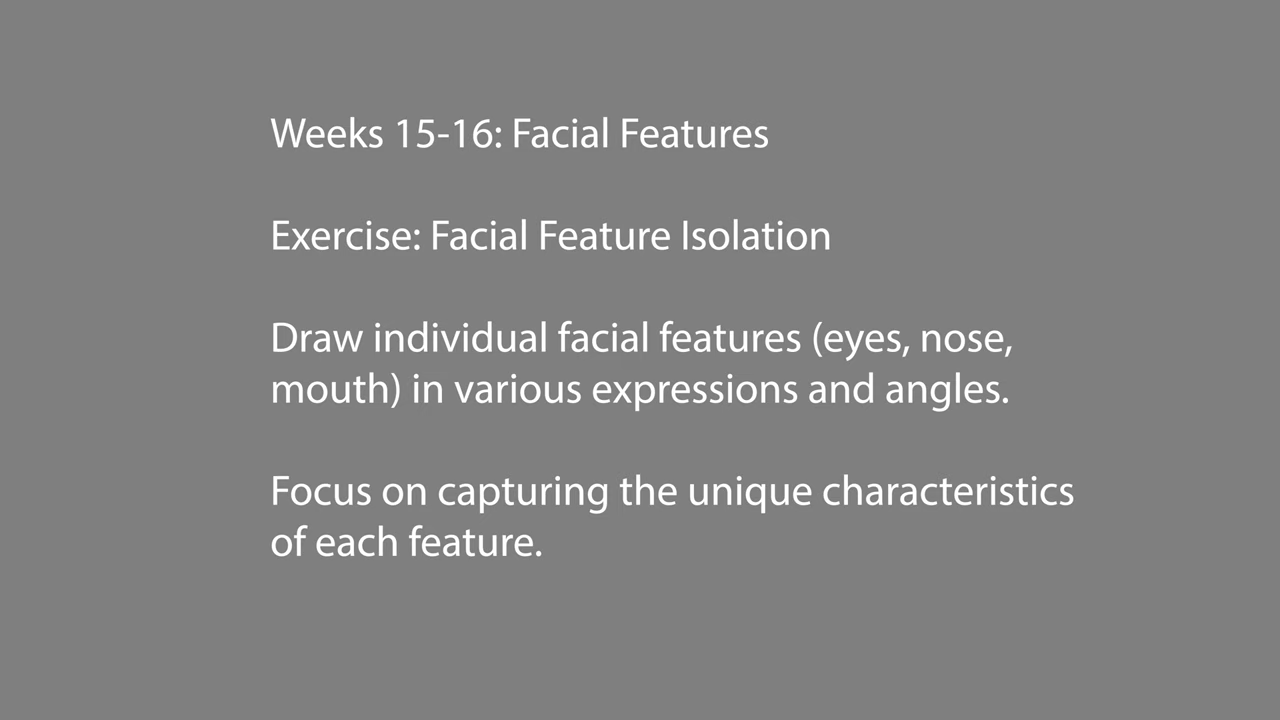 Weeks 15-16: Facial Features
Exercise: Facial Feature Isolation
Draw individual facial features (eyes, nose,
mouth) in various expressions and angles.
Focus on capturing the unique characteristics
of each feature.